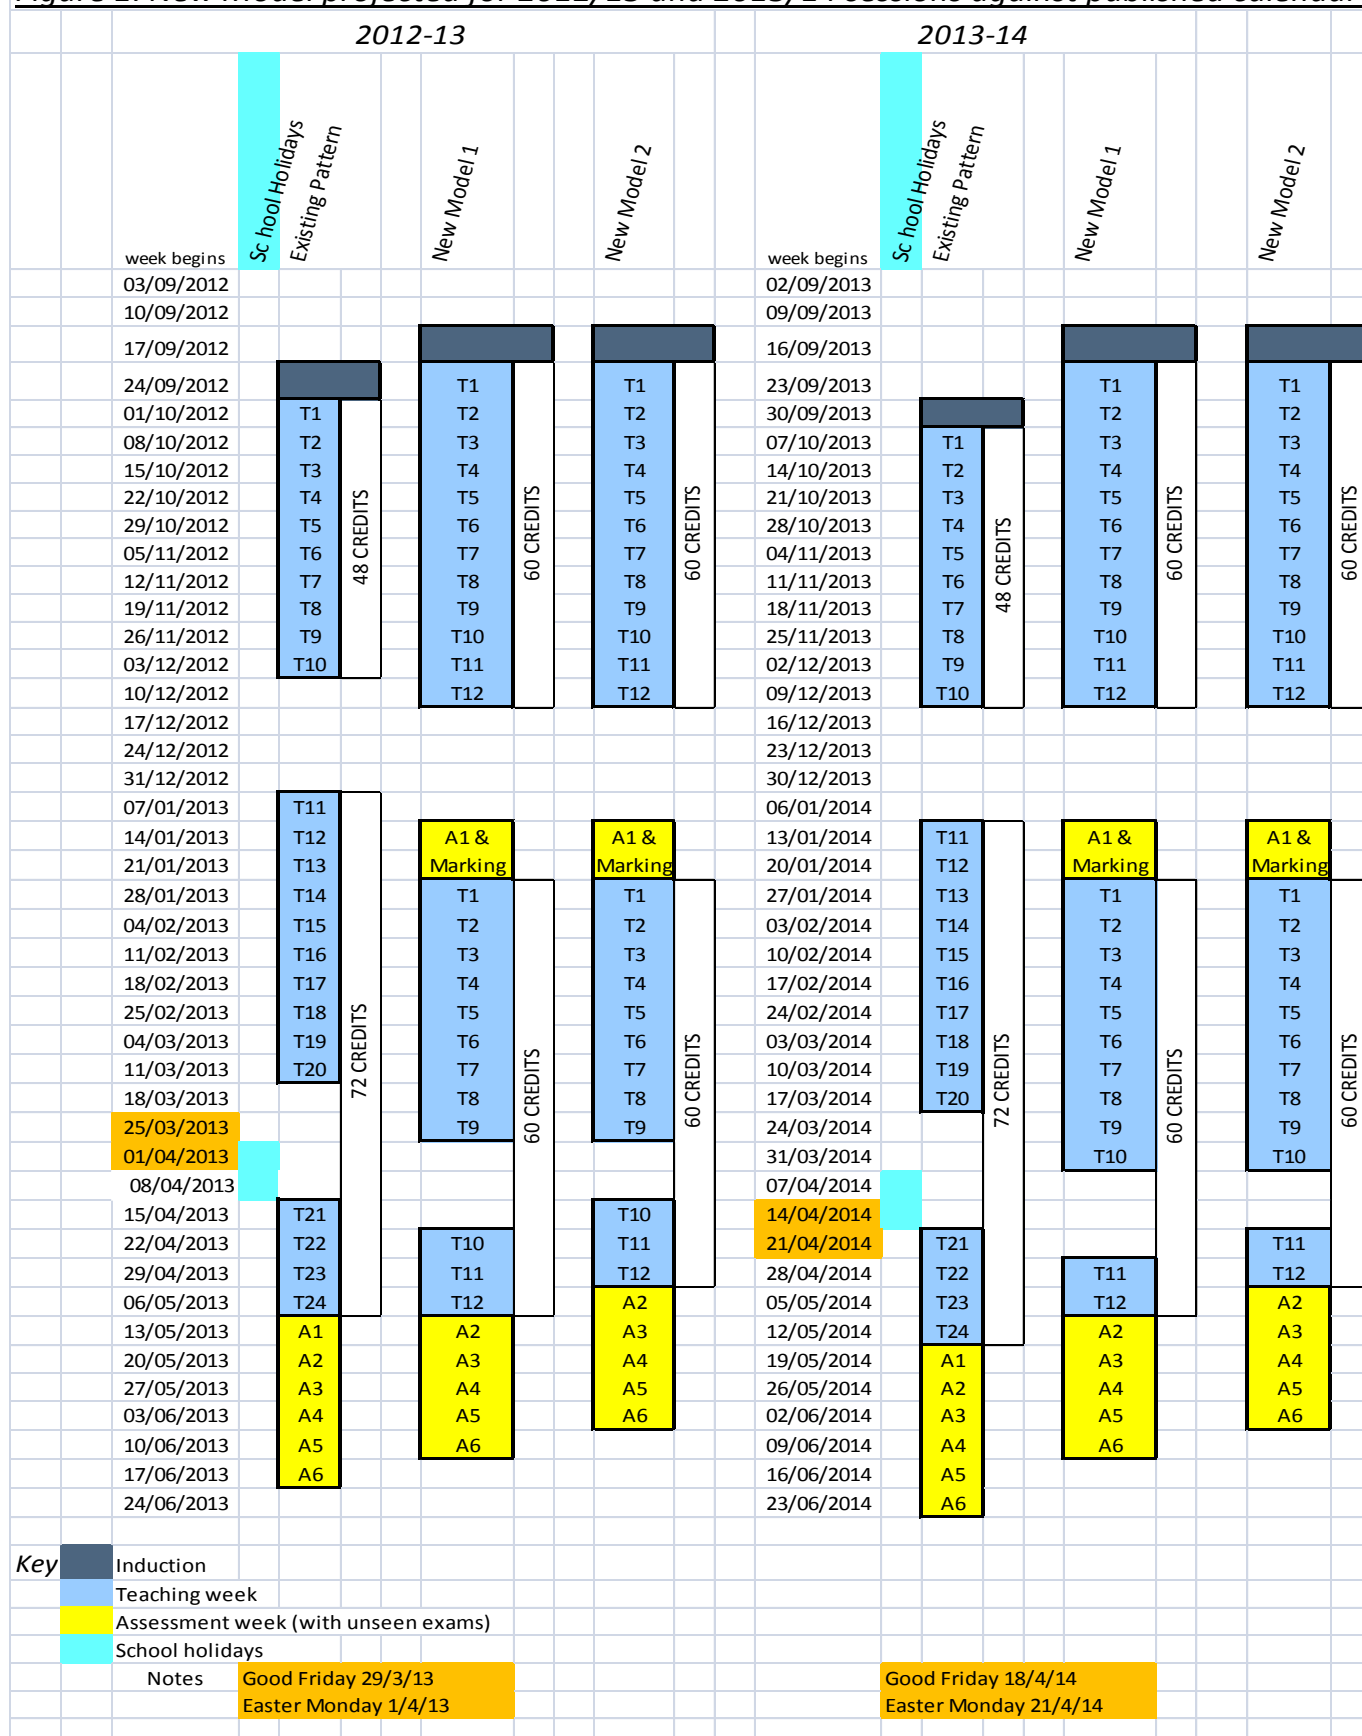 Figure 1: New model projected for 2012/13 and 2013/14 sessions against published calendar
2012-13 2013-14
week begins Sc hool Holidays Existing Pattern New Model 1 New Model 2 week begins Sc hool Holidays Existing Pattern New Model 1 New Model 2
03/09/2012 02/09/2013
10/09/2012 09/09/2013
17/09/2012 16/09/2013
24/09/2012 T1 T1 23/09/2013 T1 T1
01/10/2012 T1 T2 T2 30/09/2013 T2 T2
08/10/2012 T2 T3 T3 07/10/2013 T1 T3 T3
15/10/2012 T3 T4 T4 14/10/2013 T2 T4 T4
22/10/2012 T4 T5 T5 21/10/2013 T3 T5 T5
29/10/2012 T5 T6 T6 28/10/2013 T4 T6 T6
05/11/2012 T6 48 CREDITS T7 60 CREDITS T7 60 CREDITS 04/11/2013 T5 48 CREDITS T7 60 CREDITS T7 60 CREDITS
12/11/2012 T7 T8 T8 11/11/2013 T6 T8 T8
19/11/2012 T8 T9 T9 18/11/2013 T7 T9 T9
26/11/2012 T9 T10 T10 25/11/2013 T8 T10 T10
03/12/2012 T10 T11 T11 02/12/2013 T9 T11 T11
10/12/2012 T12 T12 09/12/2013 T10 T12 T12
17/12/2012 16/12/2013
24/12/2012 23/12/2013
31/12/2012 30/12/2013
07/01/2013 T11 06/01/2014
14/01/2013 T12 A1 & A1 & 13/01/2014 T11 A1 & A1 &
21/01/2013 T13 Marking Marking 20/01/2014 T12 Marking Marking
28/01/2013 T14 T1 T1 27/01/2014 T13 T1 T1
04/02/2013 T15 T2 T2 03/02/2014 T14 T2 T2
11/02/2013 T16 T3 T3 10/02/2014 T15 T3 T3
18/02/2013 T17 T4 T4 17/02/2014 T16 T4 T4
25/02/2013 T18 T5 T5 24/02/2014 T17 T5 T5
04/03/2013 T19 72 CREDITS T6 T6 03/03/2014 T18 T6 T6
11/03/2013 T20 T7 60 CREDITS T7 60 CREDITS 10/03/2014 T19 72 CREDITS T7 60 CREDITS T7 60 CREDITS
18/03/2013 T8 T8 17/03/2014 T20 T8 T8
25/03/2013 T9 T9 24/03/2014 T9 T9
01/04/2013 31/03/2014 T10 T10
08/04/2013 07/04/2014
15/04/2013 T21 T10 14/04/2014
22/04/2013 T22 T10 T11 21/04/2014 T21 T11
29/04/2013 T23 T11 T12 28/04/2014 T22 T11 T12
06/05/2013 T24 T12 A2 05/05/2014 T23 T12 A2
13/05/2013 A1 A2 A3 12/05/2014 T24 A2 A3
20/05/2013 A2 A3 A4 19/05/2014 A1 A3 A4
27/05/2013 A3 A4 A5 26/05/2014 A2 A4 A5
03/06/2013 A4 A5 A6 02/06/2014 A3 A5 A6
10/06/2013 A5 A6 09/06/2014 A4 A6
17/06/2013 A6 16/06/2014 A5
24/06/2013 23/06/2014 A6
Key Induction
Teaching week
Assessment week (with unseen exams)
School holidays
Notes Good Friday 29/3/13 Good Friday 18/4/14
Easter Monday 1/4/13 Easter Monday 21/4/14